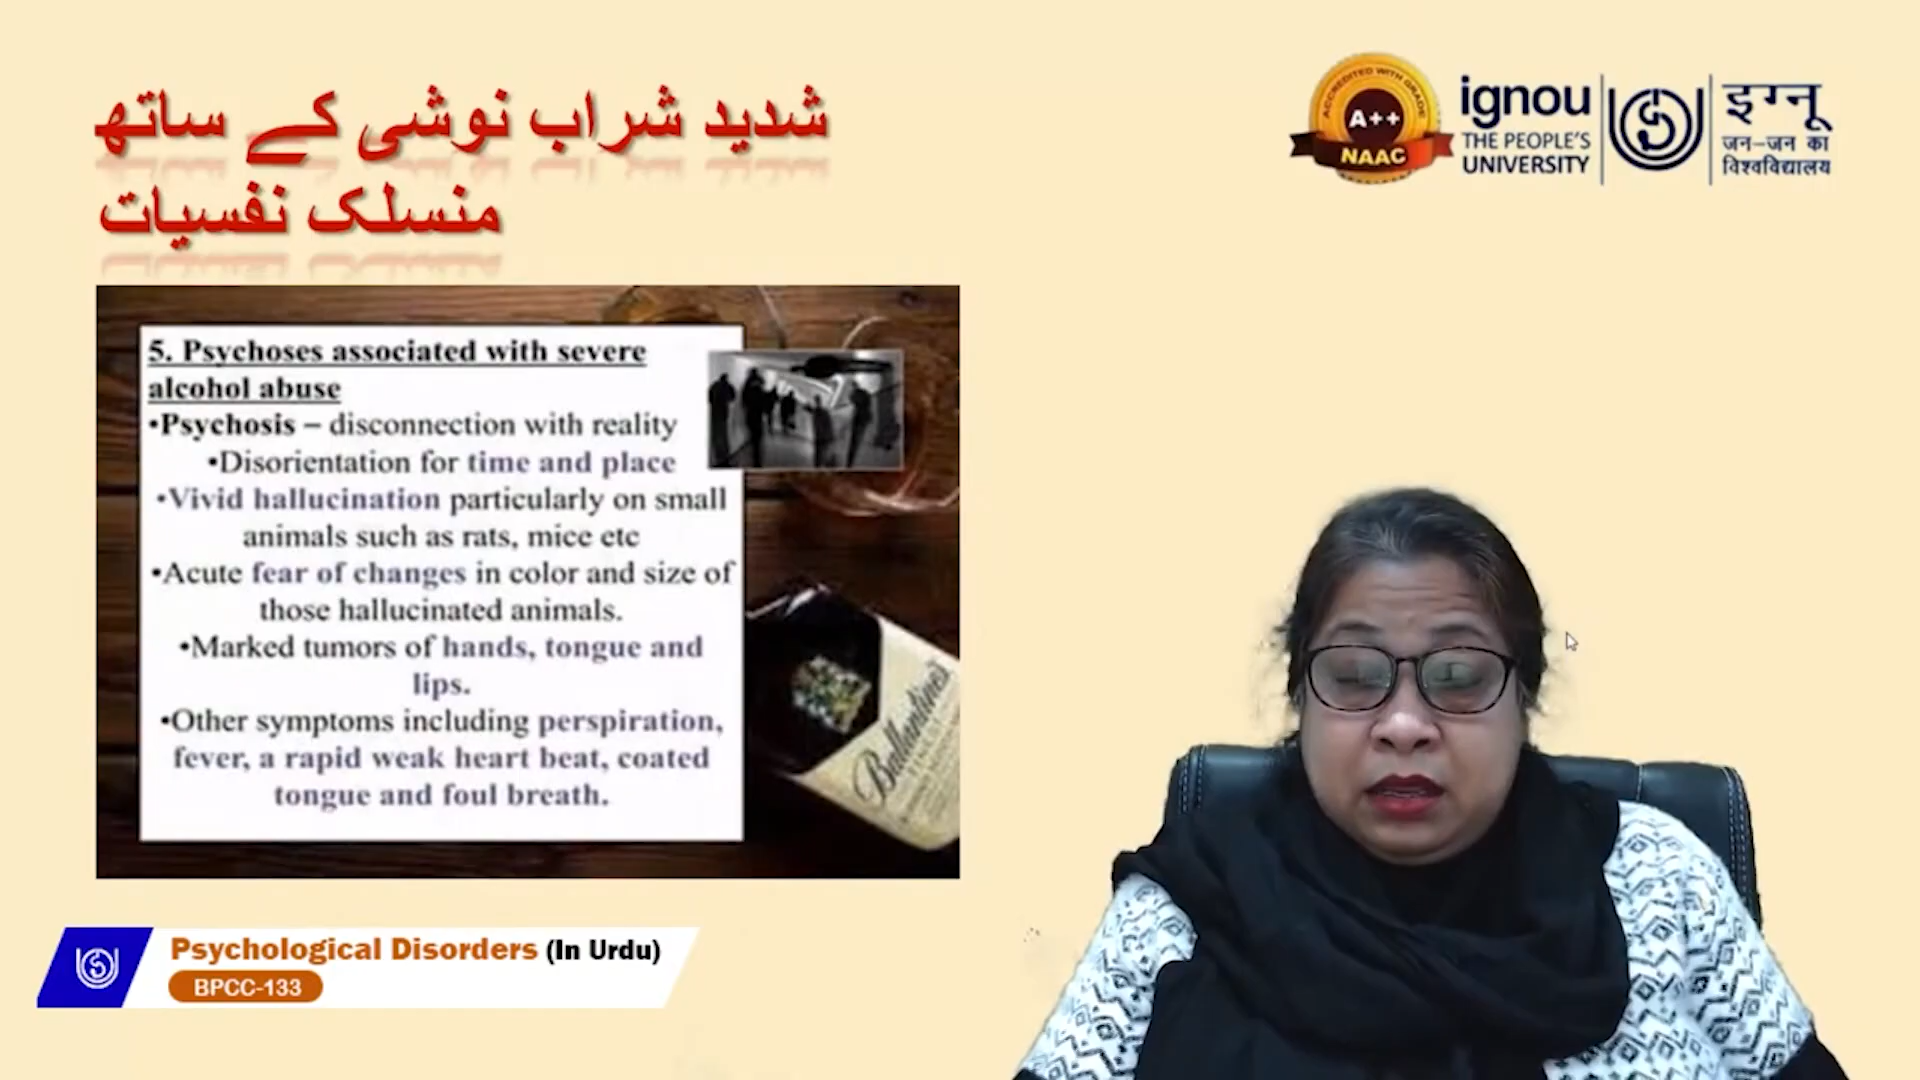 شدید شراب نوشی کے ساتھ
منسلک نفسیات
ACCREDITED WITH GRADE
A++
NAAC
ignou
THE PEOPLE'S
UNIVERSITY
इग्नू
जन-जन का
विश्वविद्यालय
5. Psychoses associated with severe
alcohol abuse
•Psychosis – disconnection with reality
•Disorientation for time and place
•Vivid hallucination particularly on small
animals such as rats, mice etc
•Acute fear of changes in color and size of
those hallucinated animals.
•Marked tumors of hands, tongue and
lips.
•Other symptoms including perspiration,
fever, a rapid weak heart beat, coated
tongue and foul breath.
Ballantine's
Psychological Disorders (In Urdu)
BPCC-133